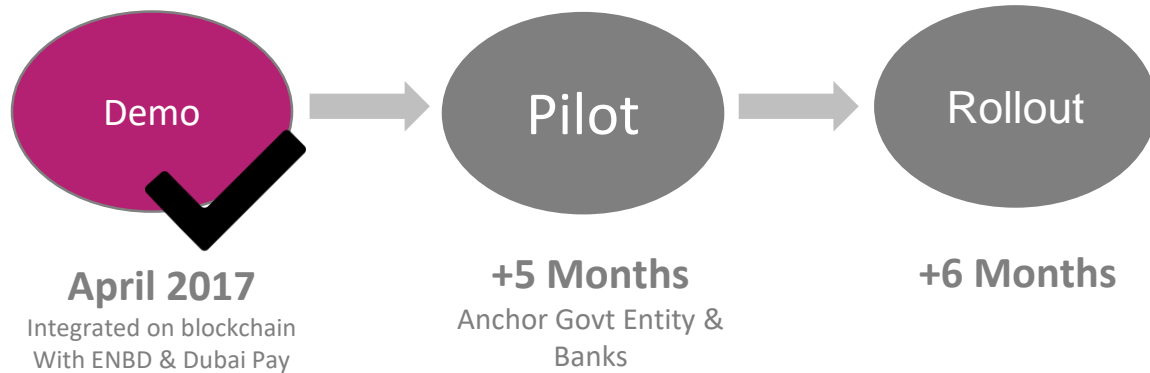 Demo
Pilot
Rollout
April 2017
Integrated on blockchain
With ENBD & Dubai Pay
+5 Months
Anchor Govt Entity &
Banks
+6 Months